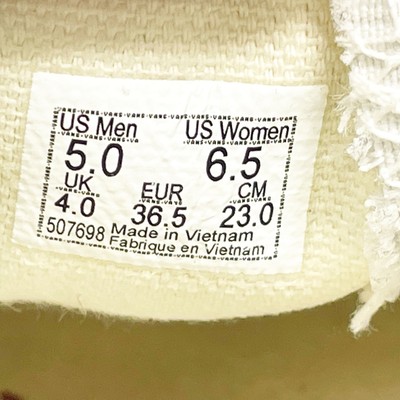 US Men US Women
5.0 6.5
UK EUR CM
4.0 36.5 23.0
507698 Made in Vietnam
Fabrique en Vietnam